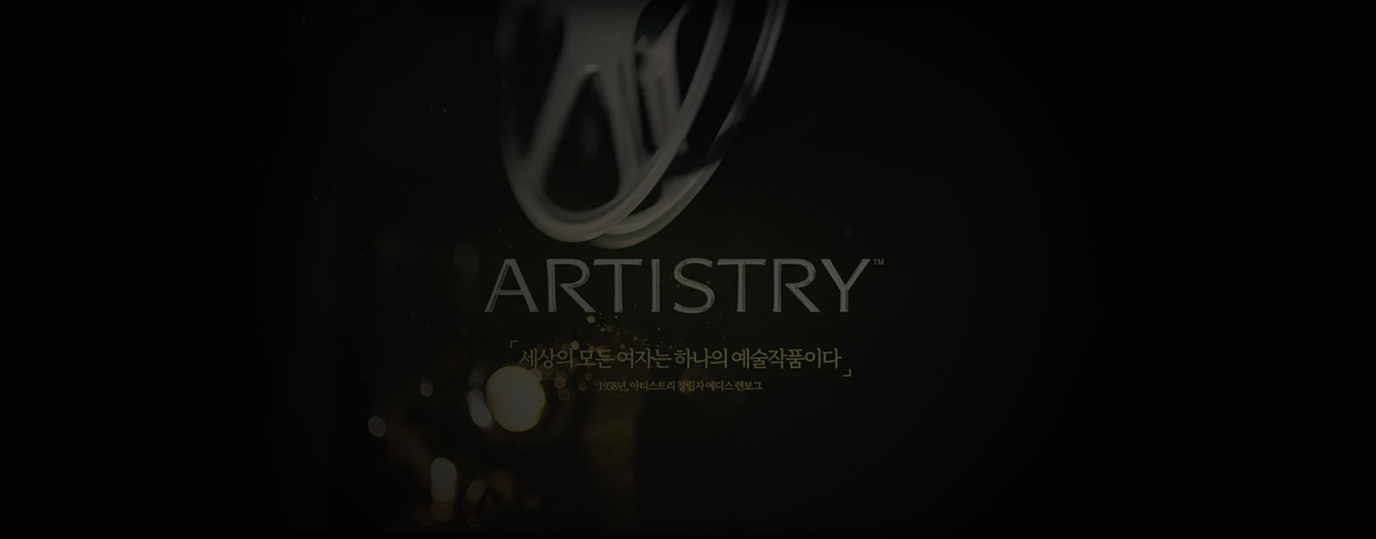 ARTISTRY™
「세상의 모든 여자는 하나의 예술작품이다」
1958년, 아티스트리 창립자 에디스 렌보그